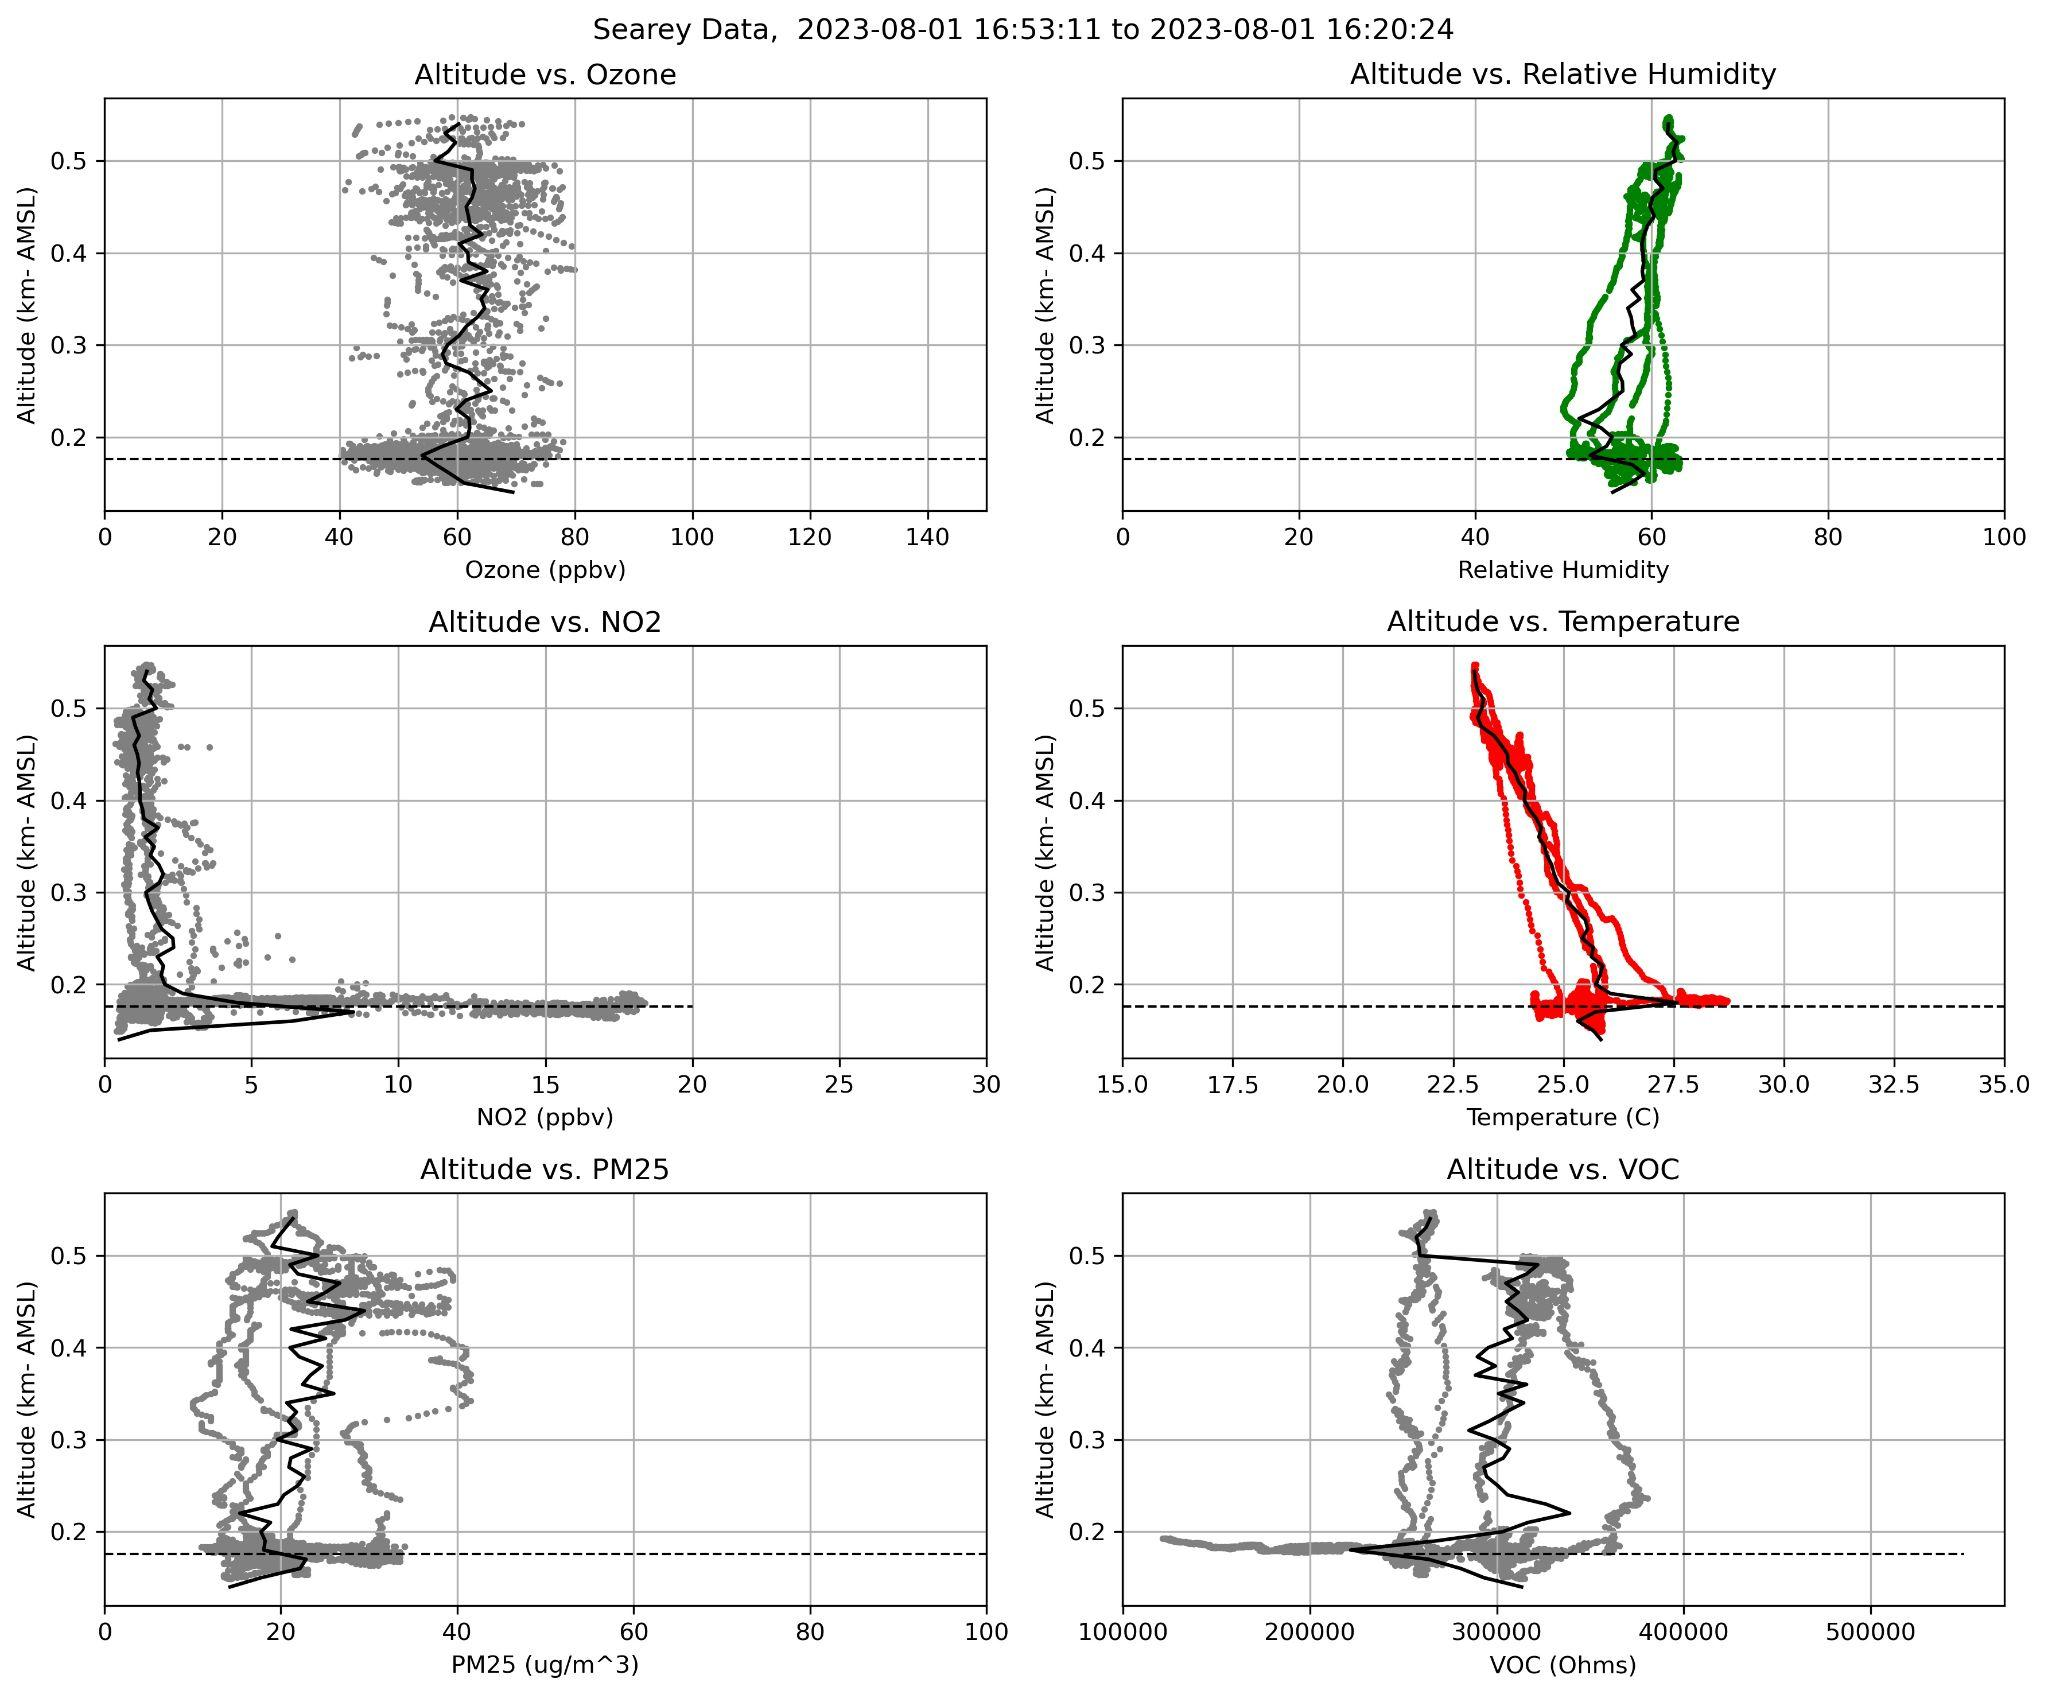 Searey Data,  2023-08-01 16:53:11 to 2023-08-01 16:20:24
Altitude vs. Ozone
Altitude (km- AMSL)
0.5
0.4
0.3
0.2
0 20 40 60 80 100 120 140
Ozone (ppbv)
Altitude vs. Relative Humidity
Altitude (km- AMSL)
0.5
0.4
0.3
0.2
0 20 40 60 80 100
Relative Humidity
Altitude vs. NO2
Altitude (km- AMSL)
0.5
0.4
0.3
0.2
0 5 10 15 20 25 30
NO2 (ppbv)
Altitude vs. Temperature
Altitude (km- AMSL)
0.5
0.4
0.3
0.2
15.0 17.5 20.0 22.5 25.0 27.5 30.0 32.5 35.0
Temperature (C)
Altitude vs. PM25
Altitude (km- AMSL)
0.5
0.4
0.3
0.2
0 20 40 60 80 100
PM25 (ug/m^3)
Altitude vs. VOC
Altitude (km- AMSL)
0.5
0.4
0.3
0.2
100000 200000 300000 400000 500000
VOC (Ohms)